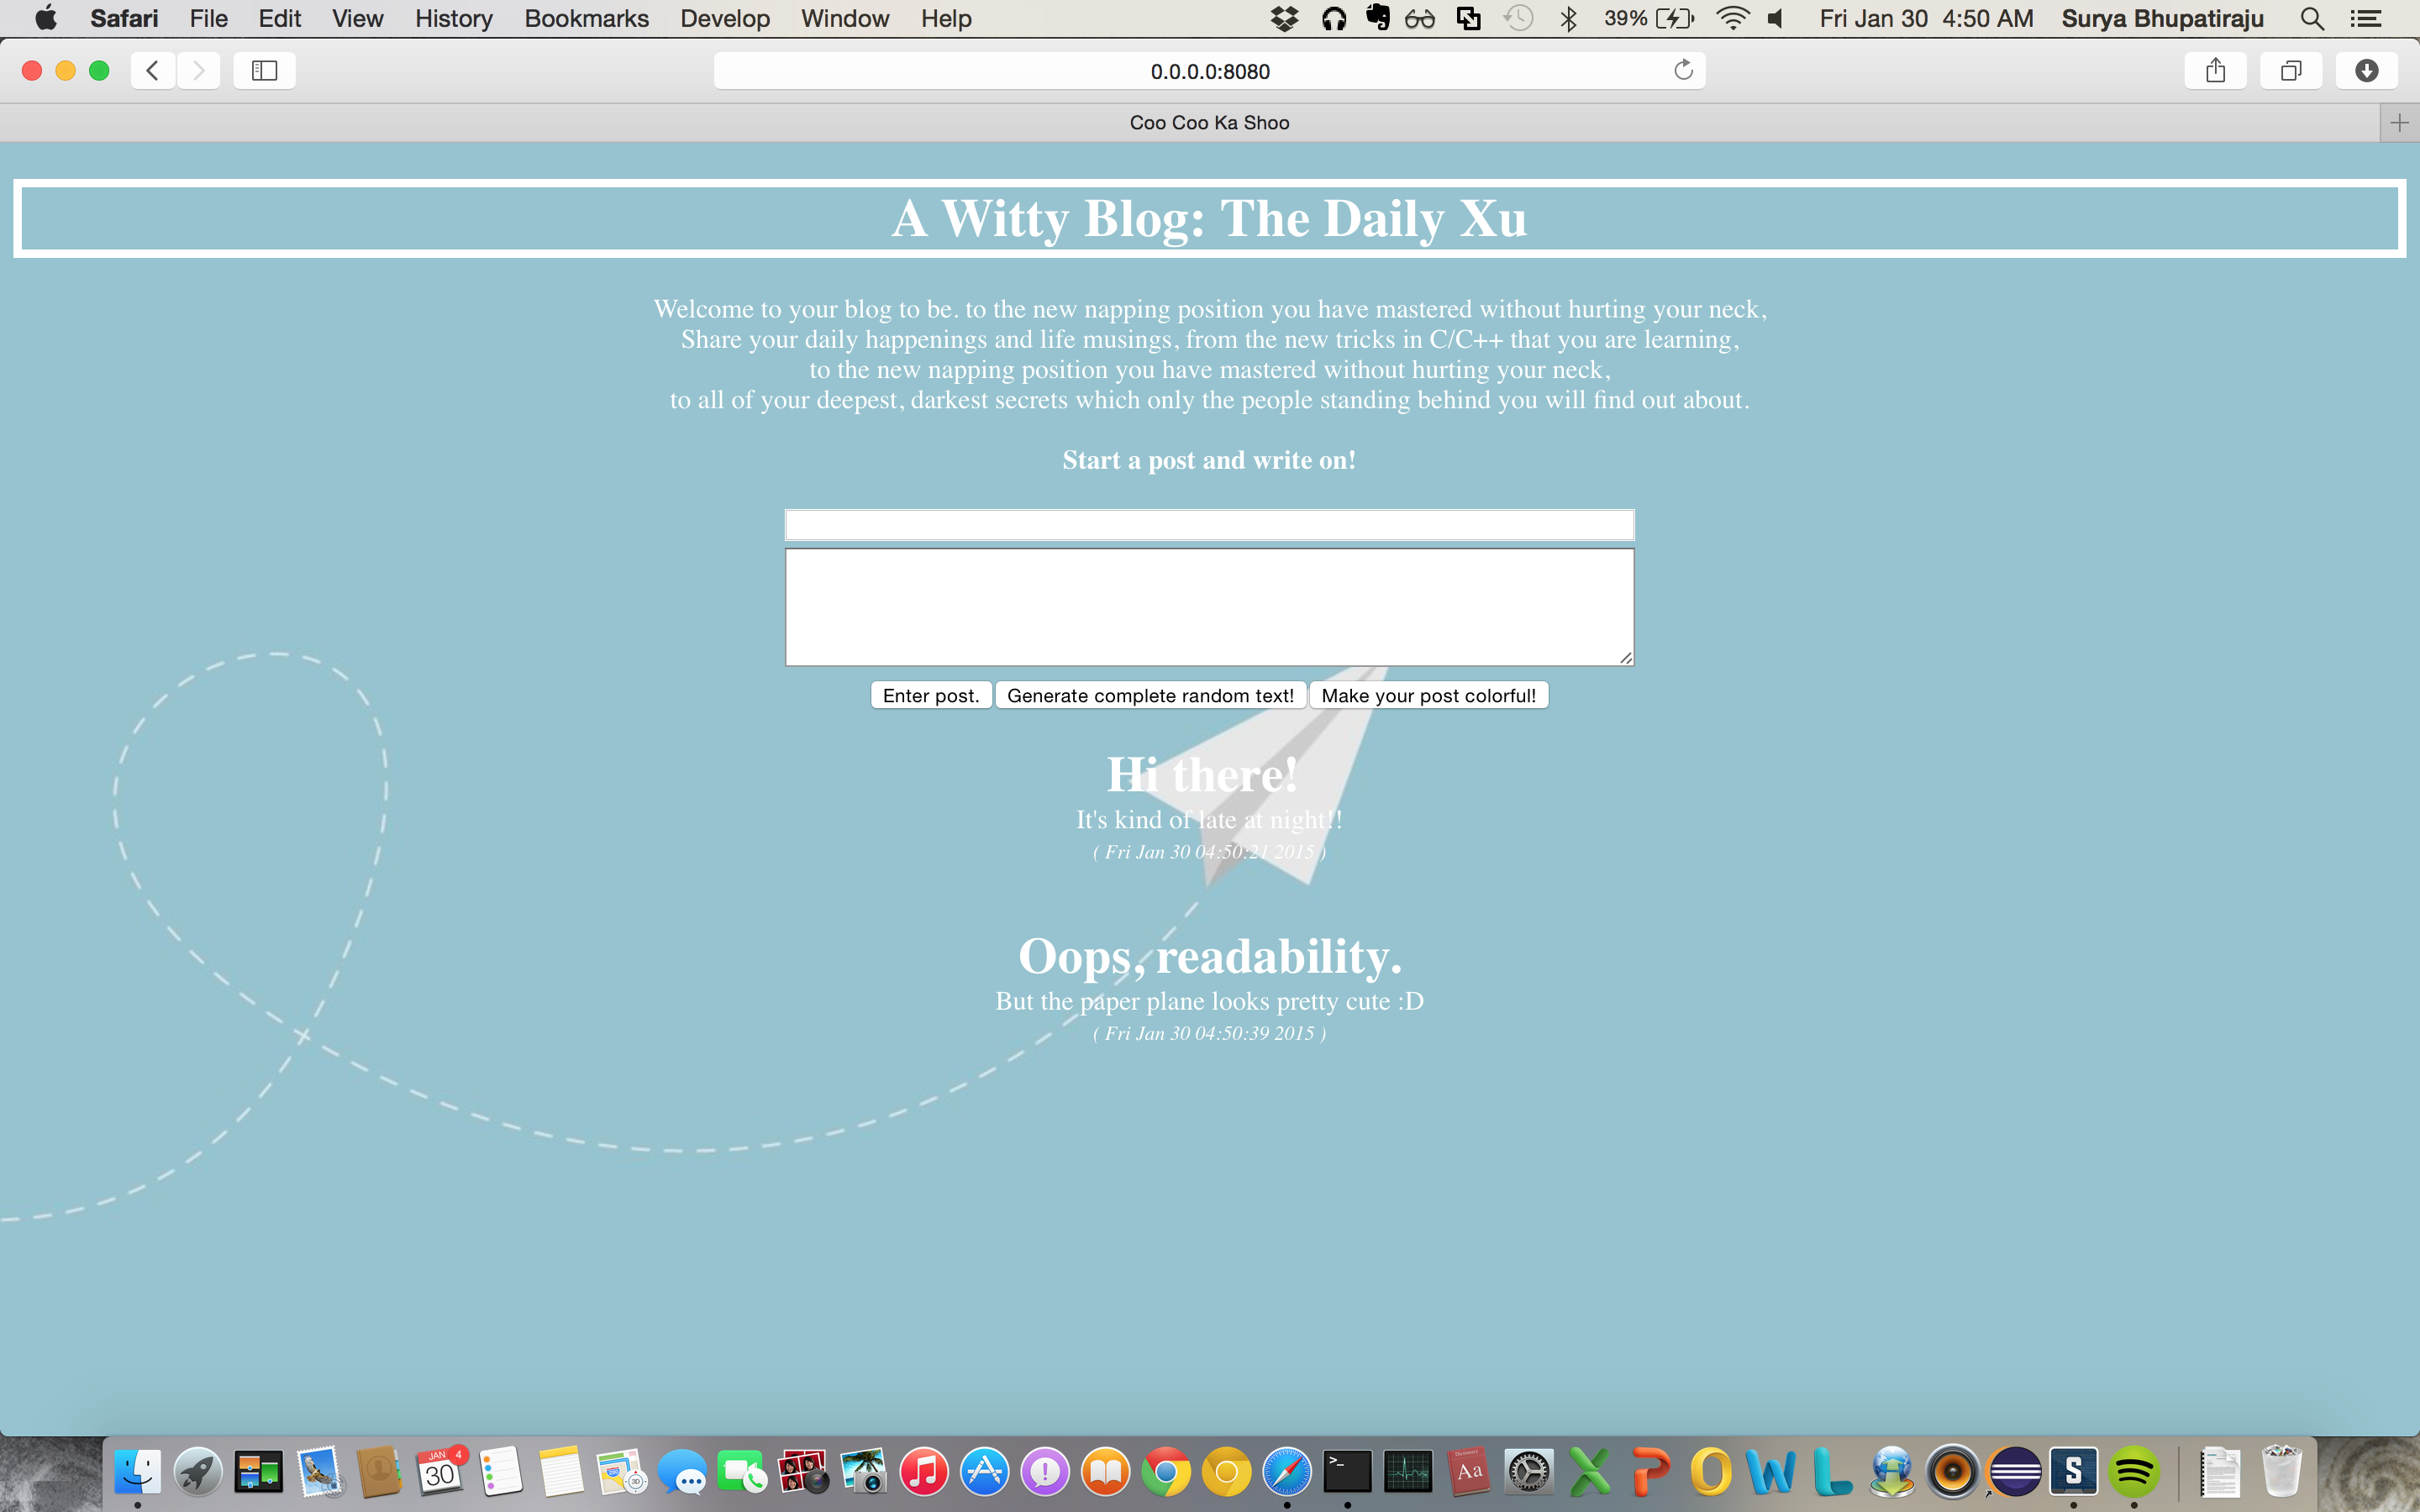 Safari File Edit View History Bookmarks Develop Window Help 39% Fri Jan 30 4:50 AM Surya Bhupatiraju
0.0.0.0:8080
Coo Coo Ka Shoo
A Witty Blog: The Daily Xu
Welcome to your blog to be. to the new napping position you have mastered without hurting your neck,
Share your daily happenings and life musings, from the new tricks in C/C++ that you are learning,
to the new napping position you have mastered without hurting your neck,
to all of your deepest, darkest secrets which only the people standing behind you will find out about.
Start a post and write on!
Enter post. Generate complete random text! Make your post colorful!
Hi there!
It's kind of late at night!!
( Fri Jan 30 04:50:21 2015 )
Oops, readability.
But the paper plane looks pretty cute :D
( Fri Jan 30 04:50:39 2015 )
JAN 4
30 3D >_ Aa X P O W L S